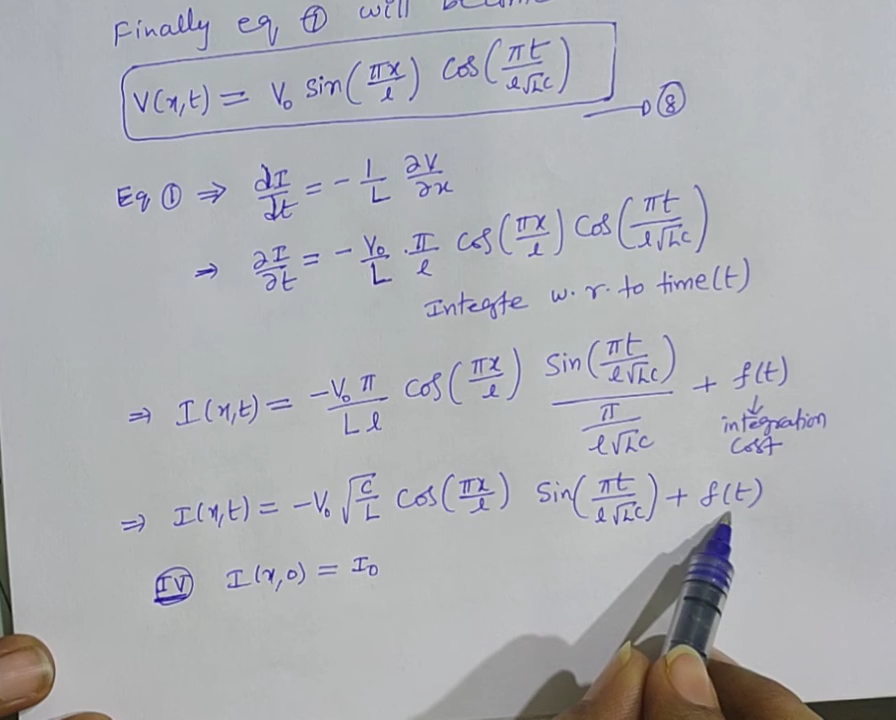 Finally eq ① will
V(x,t) = V₀ sin(πx/l) cos(πt/l√LC)
→ ⑧
Eq ① ⇒ dI/dt = - 1/L ∂V/∂x
⇒ ∂I/∂t = - V₀/L . π/l cos(πx/l) cos(πt/l√LC)
Integte w.r.to time(t)
⇒ I(x,t) = -V₀π/Ll cos(πx/l) sin(πt/l√LC)/(π/l√LC) + f(t)
↓
integration
Cost
⇒ I(x,t) = -V₀ √(C/L) cos(πx/l) sin(πt/l√LC) + f(t)
IV I(x,0) = I₀